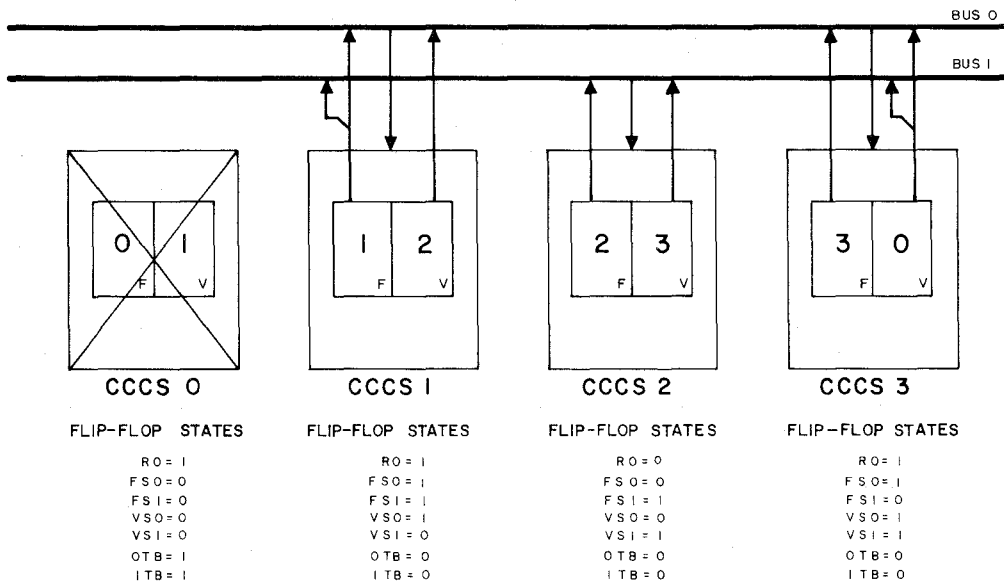 BUS 0
BUS 1
0 1
F V
1 2
F V
2 3
F V
3 0
F V
CCCS 0
CCCS 1
CCCS 2
CCCS 3
FLIP-FLOP STATES
R0 = 1
FS0 = 0
FS1 = 0
VS0 = 0
VS1 = 0
OTB = 1
ITB = 1
FLIP-FLOP STATES
R0 = 1
FS0 = 1
FS1 = 1
VS0 = 1
VS1 = 0
OTB = 0
ITB = 0
FLIP-FLOP STATES
R0 = 0
FS0 = 0
FS1 = 1
VS0 = 0
VS1 = 1
OTB = 0
ITB = 0
FLIP-FLOP STATES
R0 = 1
FS0 = 1
FS1 = 0
VS0 = 1
VS1 = 1
OTB = 0
ITB = 0